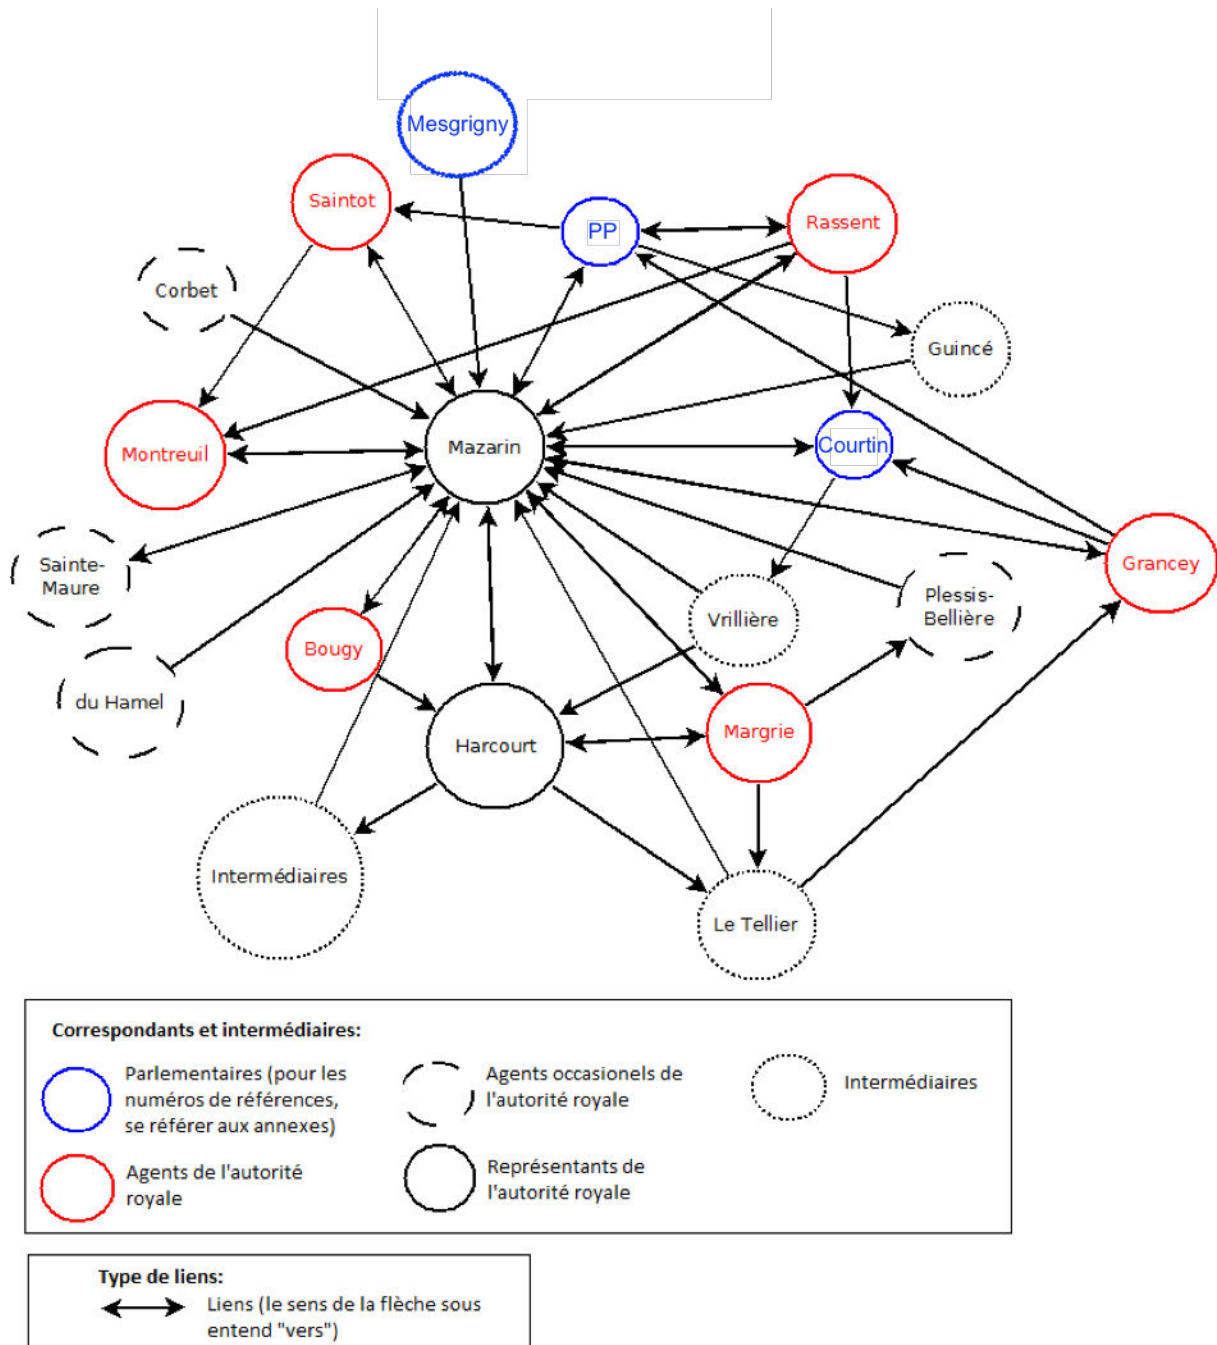 Mesgrigny
Saintot
PP
Rassent
Corbet
Guincé
Montreuil
Mazarin
Courtin
Sainte-
Maure
Grancey
Plessis-
Bellière
Vrillière
Bougy
du Hamel
Harcourt
Margrie
Intermédiaires
Le Tellier
Correspondants et intermédiaires:
Parlementaires (pour les
numéros de références,
se référer aux annexes)
Agents occasionels de
l'autorité royale
Intermédiaires
Agents de l'autorité
royale
Représentants de
l'autorité royale
Type de liens:
Liens (le sens de la flèche sous
entend "vers")